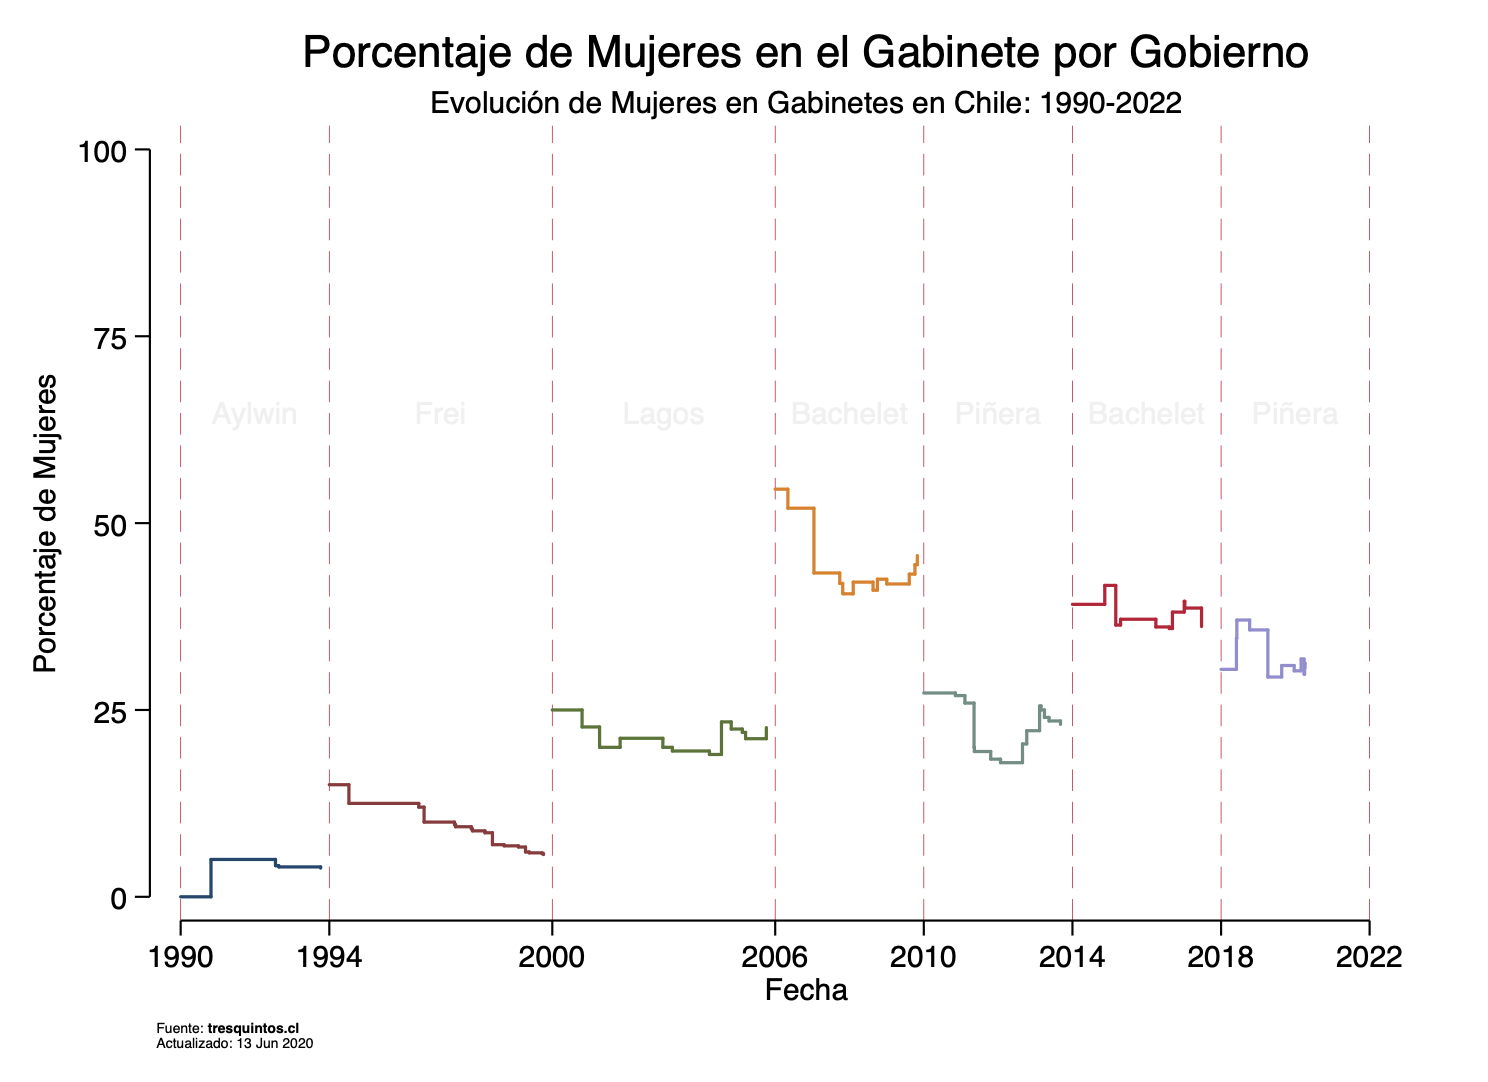 Porcentaje de Mujeres en el Gabinete por Gobierno
Evolución de Mujeres en Gabinetes en Chile: 1990-2022
Porcentaje de Mujeres
100
75
50
25
0
Aylwin Frei Lagos Bachelet Piñera Bachelet Piñera
1990 1994 2000 2006 2010 2014 2018 2022
Fecha
Fuente: tresquintos.cl
Actualizado: 13 Jun 2020